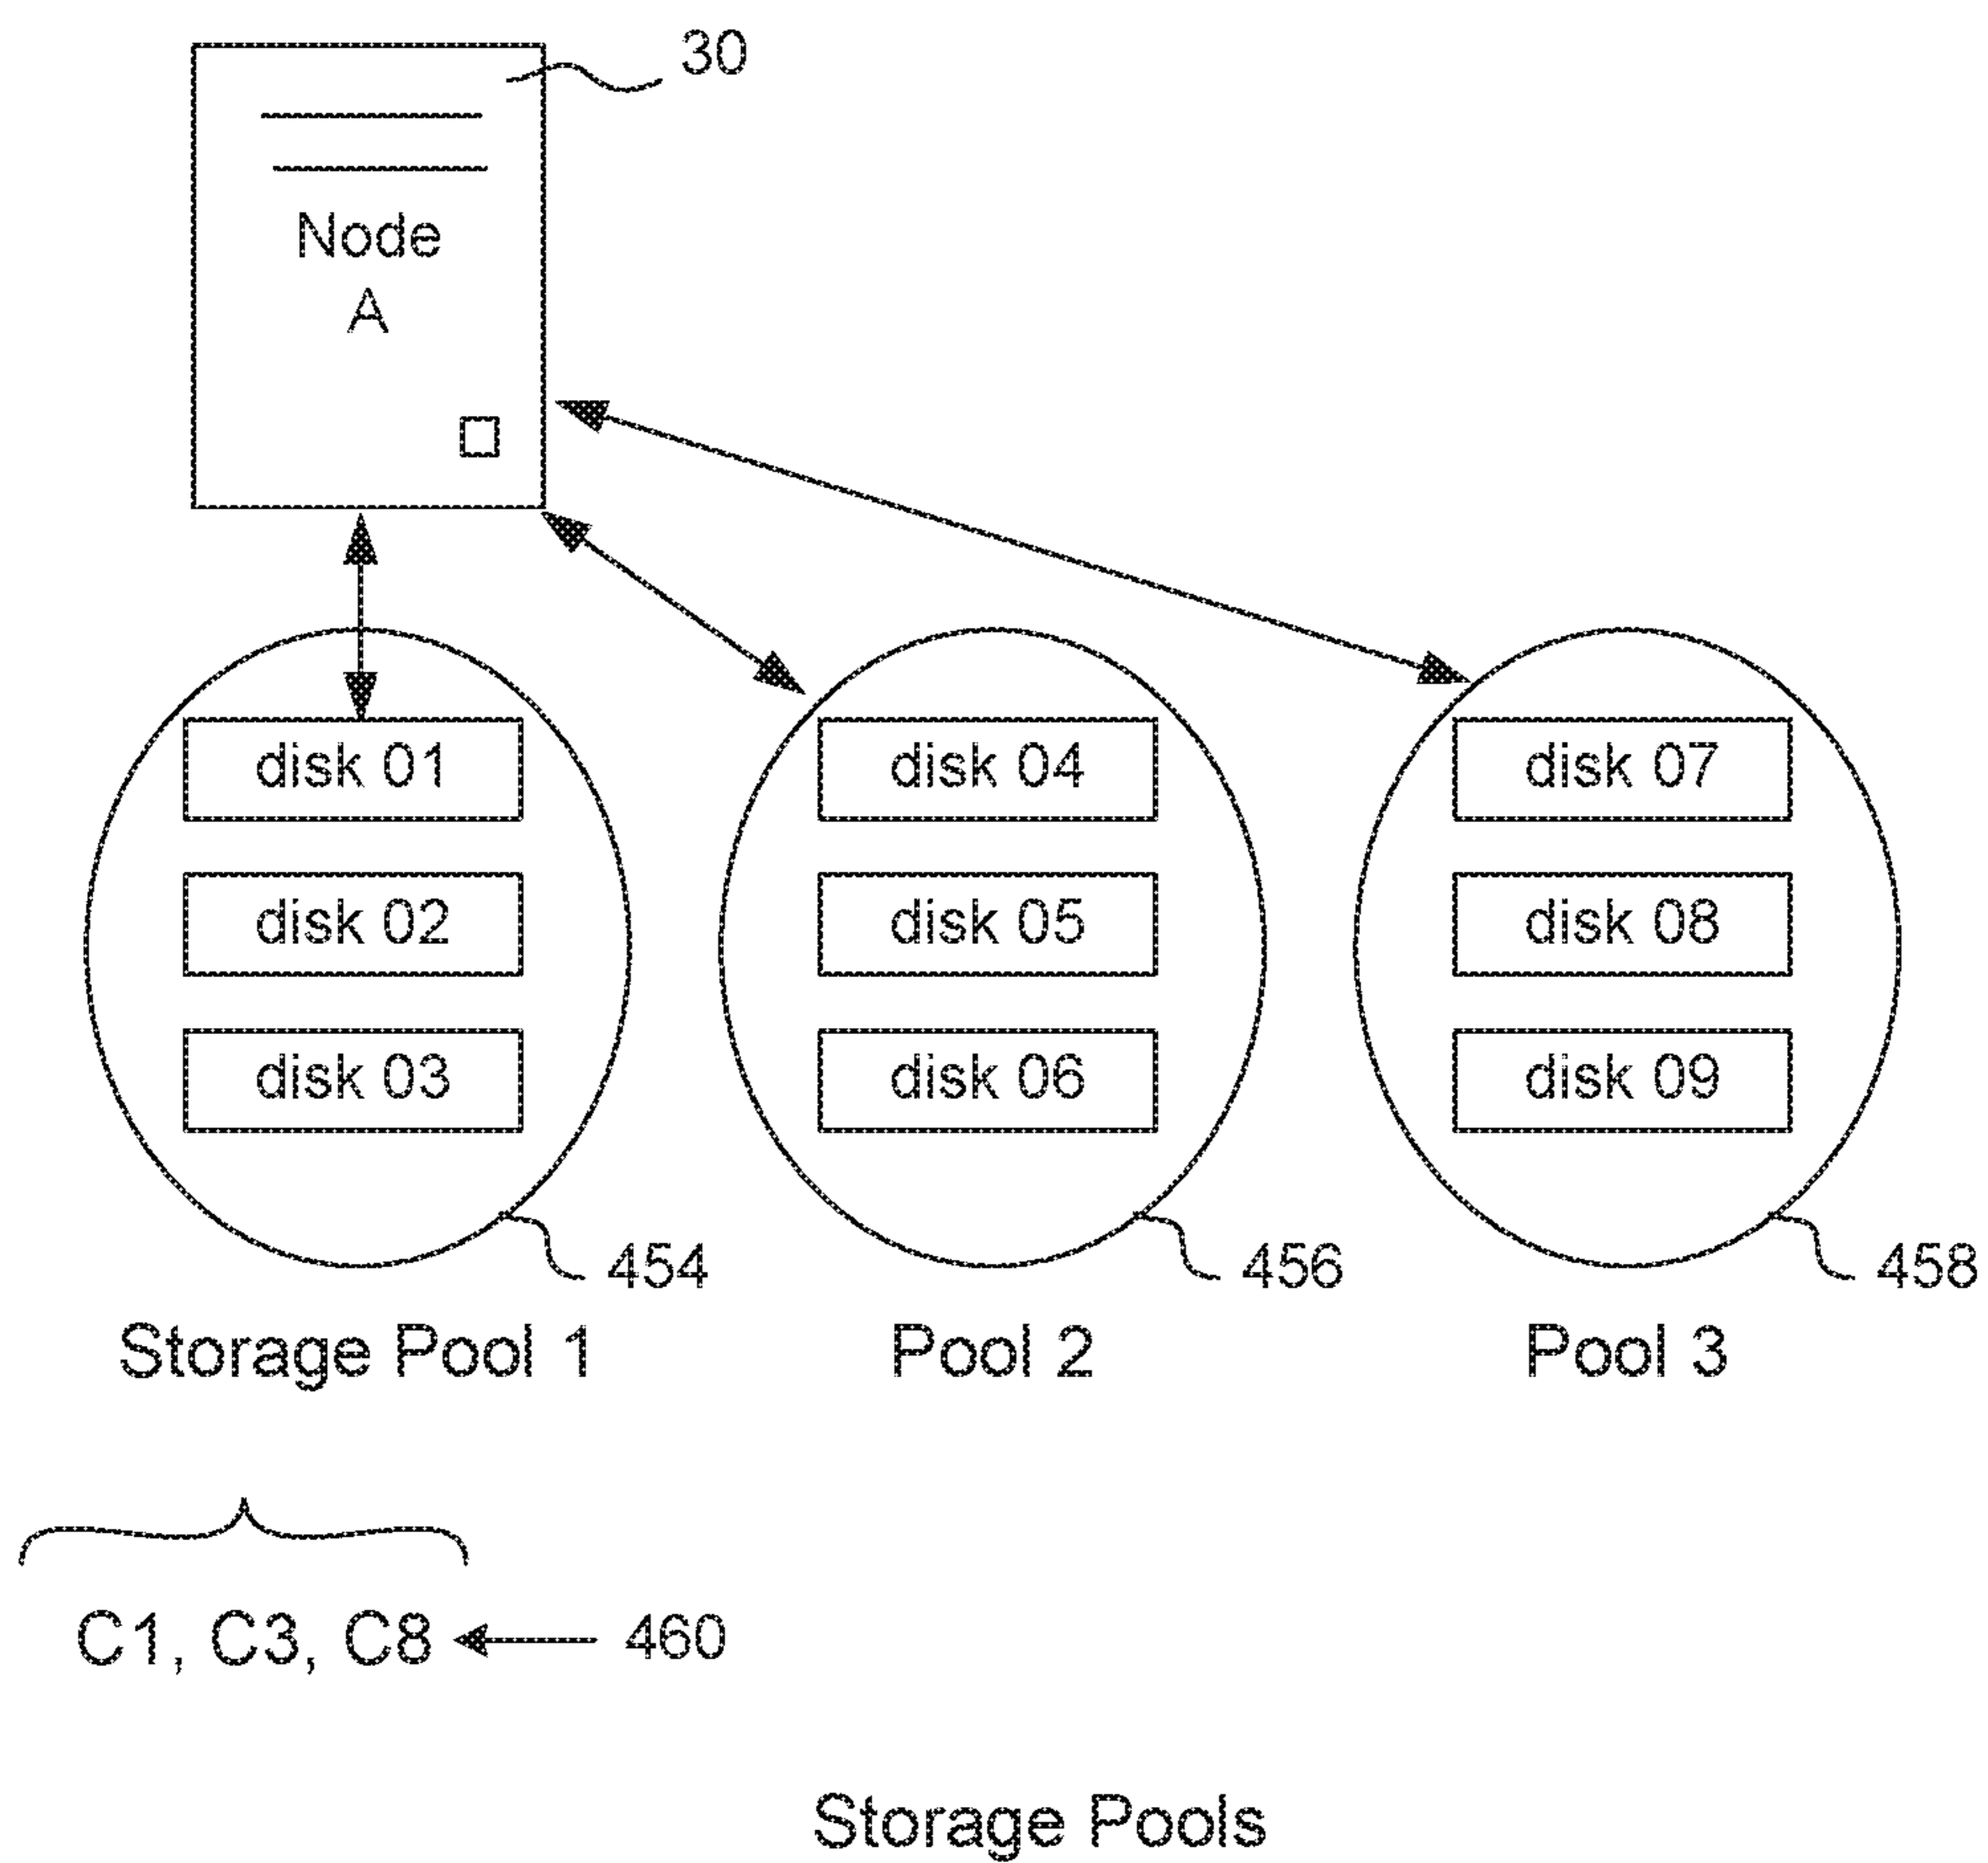 30
Node
A
disk 01
disk 02
disk 03
disk 04
disk 05
disk 06
disk 07
disk 08
disk 09
454
456
458
Storage Pool 1
Pool 2
Pool 3
C1, C3, C8
460
Storage Pools